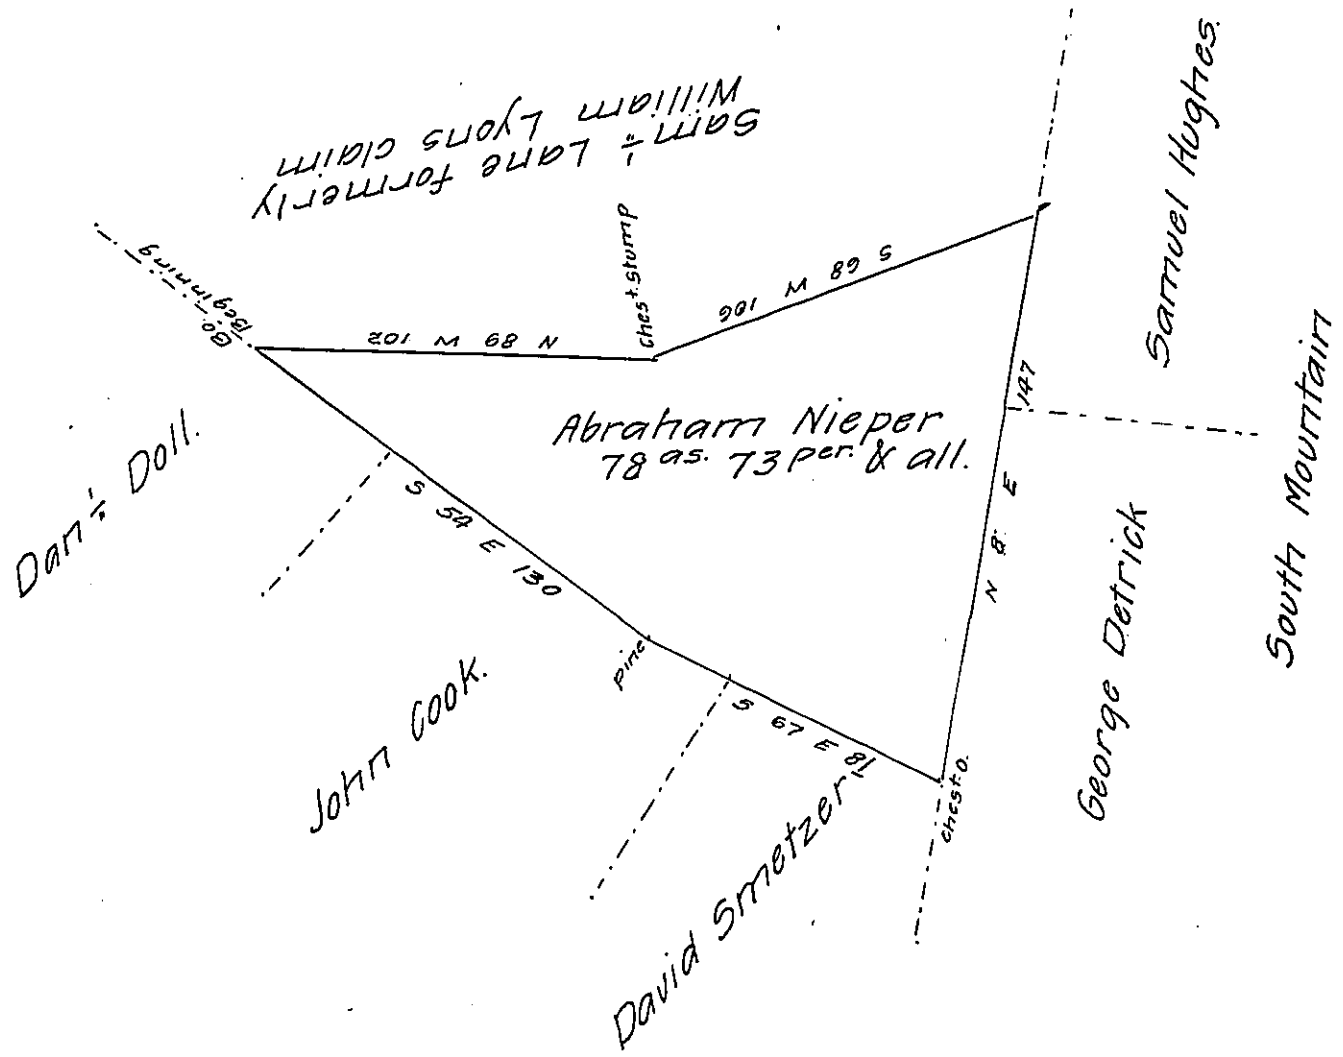 Sam.l Lane formerly
William Lyons claim
Samuel Hughes.
South Mountain
George Detrick
David Smetzer
John Cook.
Dan.l Doll.
Abraham Nieper
78 as. 73 per. & all.
B.o.
Beginning
S 54 E 130
pine
S 67 E 81
chest o.
N 8 E 147
S 68 W 106
chest. stump
N 89 W 102